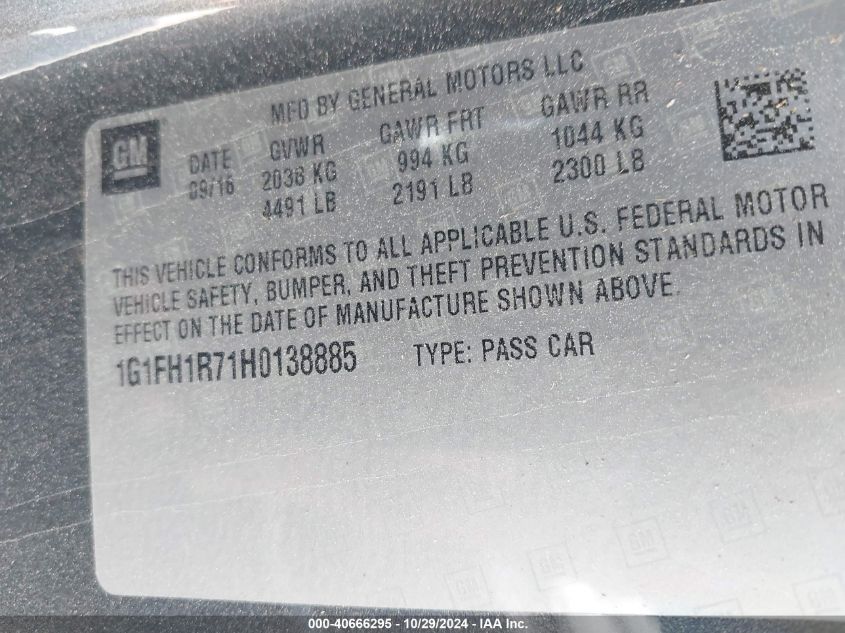 MFD BY GENERAL MOTORS LLC
GM DATE GVWR GAWR FRT GAWR RR
09/16 2038 KG 994 KG 1044 KG
4491 LB 2191 LB 2300 LB
THIS VEHICLE CONFORMS TO ALL APPLICABLE U.S. FEDERAL MOTOR
VEHICLE SAFETY, BUMPER, AND THEFT PREVENTION STANDARDS IN
EFFECT ON THE DATE OF MANUFACTURE SHOWN ABOVE.
1G1FH1R71H0138885 TYPE: PASS CAR
000-40666295 - 10/29/2024 - IAA Inc.